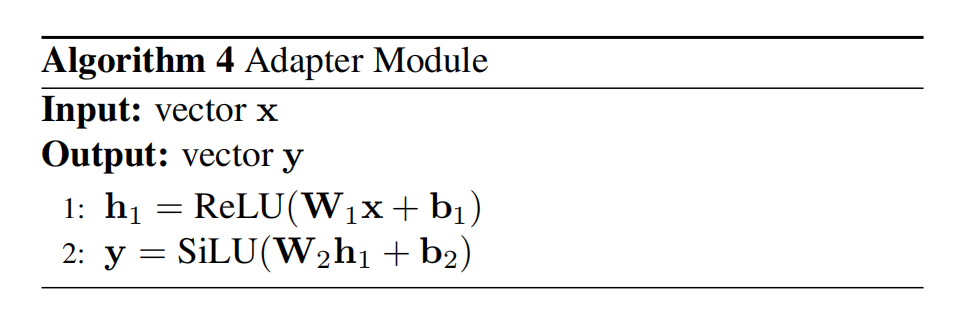 Algorithm 4 Adapter Module
Input: vector x
Output: vector y
1: h₁ = ReLU(W₁x + b₁)
2: y = SiLU(W₂h₁ + b₂)